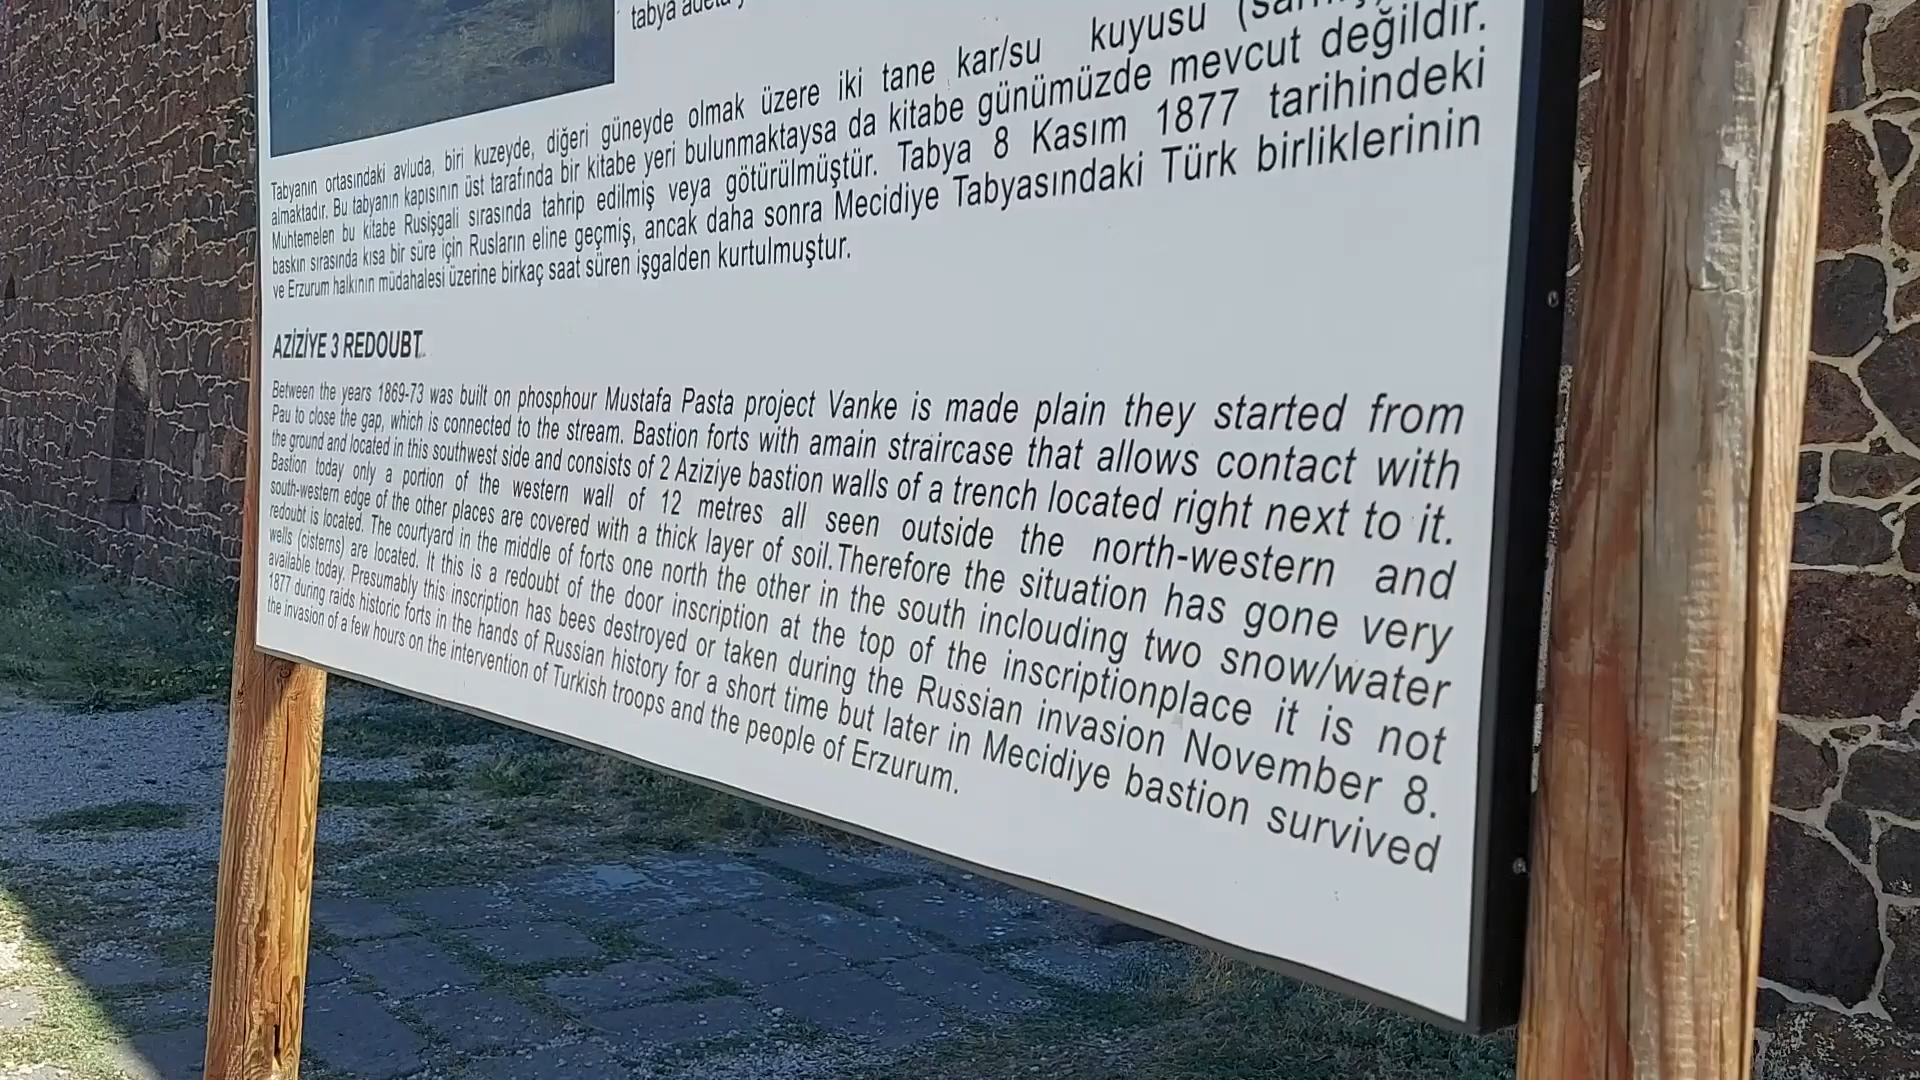 tabya adeta
Tabyanın ortasındaki avluda, biri kuzeyde, diğeri güneyde olmak üzere iki tane kar/su kuyusu
almaktadır. Bu tabyanın kapısının üst tarafında bir kitabe yeri bulunmaktaysa da kitabe günümüzde mevcut değildir.
Muhtemelen bu kitabe Rusişgali sırasında tahrip edilmiş veya götürülmüştür. Tabya 8 Kasım 1877 tarihindeki
baskın sırasında kısa bir süre için Rusların eline geçmiş, ancak daha sonra Mecidiye Tabyasındaki Türk birliklerinin
ve Erzurum halkının müdahalesi üzerine birkaç saat süren işgalden kurtulmuştur.
AZİZİYE 3 REDOUBT
Between the years 1869-73 was built on phosphour Mustafa Pasta project Vanke is made plain they started from
Pau to close the gap, which is connected to the stream. Bastion forts with amain straircase that allows contact with
the ground and located in this southwest side and consists of 2 Aziziye bastion walls of a trench located right next to it.
Bastion today only a portion of the western wall of 12 metres all seen outside the north-western and
south-western edge of the other places are covered with a thick layer of soil.Therefore the situation has gone very
redoubt is located. The courtyard in the middle of forts one north the other in the south inclouding two snow/water
wells (cisterns) are located. It this is a redoubt of the door inscription at the top of the inscriptionplace it is not
available today. Presumably this inscription has bees destroyed or taken during the Russian invasion November 8.
1877 during raids historic forts in the hands of Russian history for a short time but later in Mecidiye bastion survived
the invasion of a few hours on the intervention of Turkish troops and the people of Erzurum.